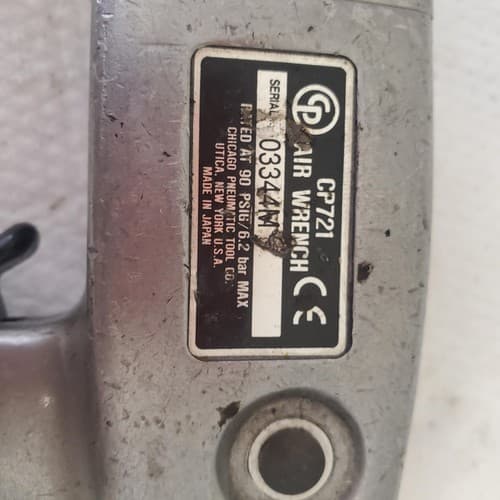 CP
CP721
AIR WRENCH
CE
SERIAL
03344M
RATED AT 90 PSIG/6.2 bar MAX
CHICAGO PNEUMATIC TOOL CO.
UTICA, NEW YORK U.S.A.
MADE IN JAPAN